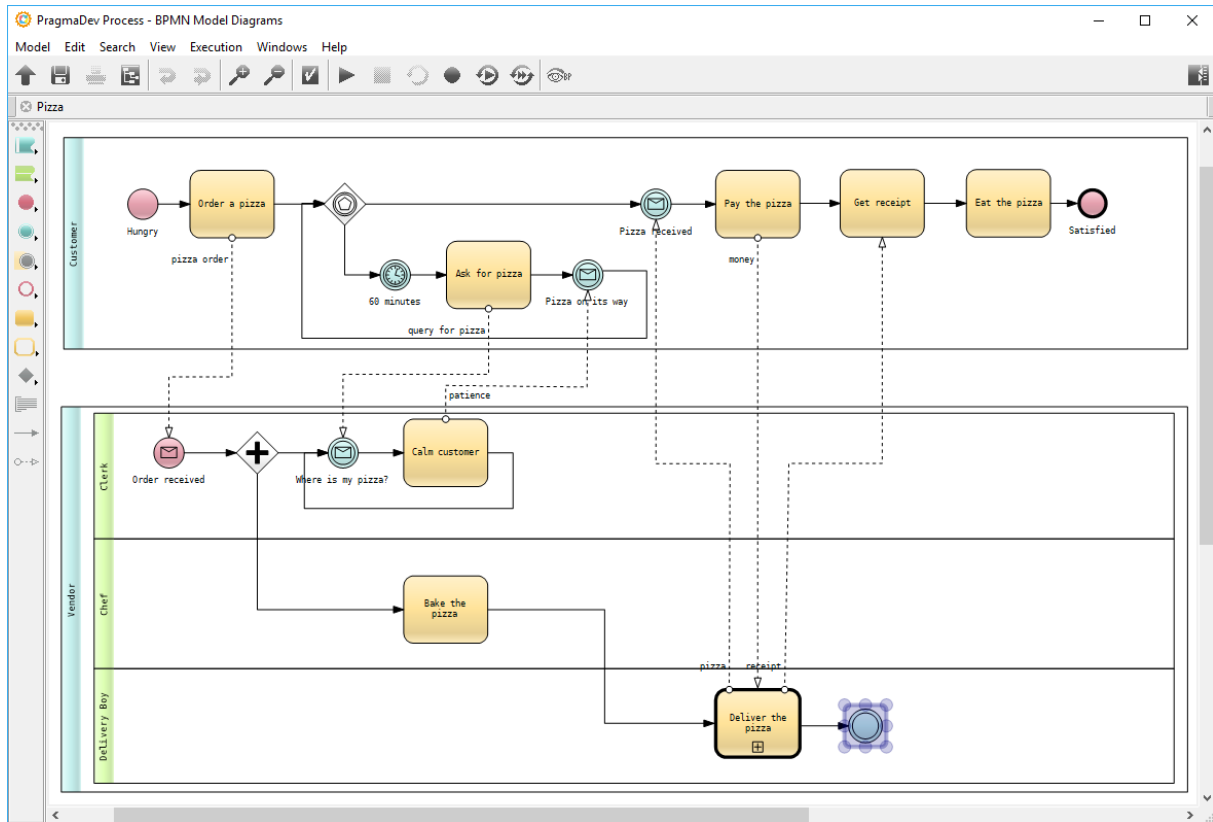 PragmaDev Process - BPMN Model Diagrams
Model Edit Search View Execution Windows Help
BP
Pizza
Customer
Hungry
Order a pizza
pizza order
60 minutes
Ask for pizza
query for pizza
Pizza on its way
Pizza received
Pay the pizza
money
Get receipt
Eat the pizza
Satisfied
patience
Vendor
Clerk
Order received
Where is my pizza?
Calm customer
Chef
Bake the
pizza
Delivery Boy
pizza
receipt
Deliver the
pizza